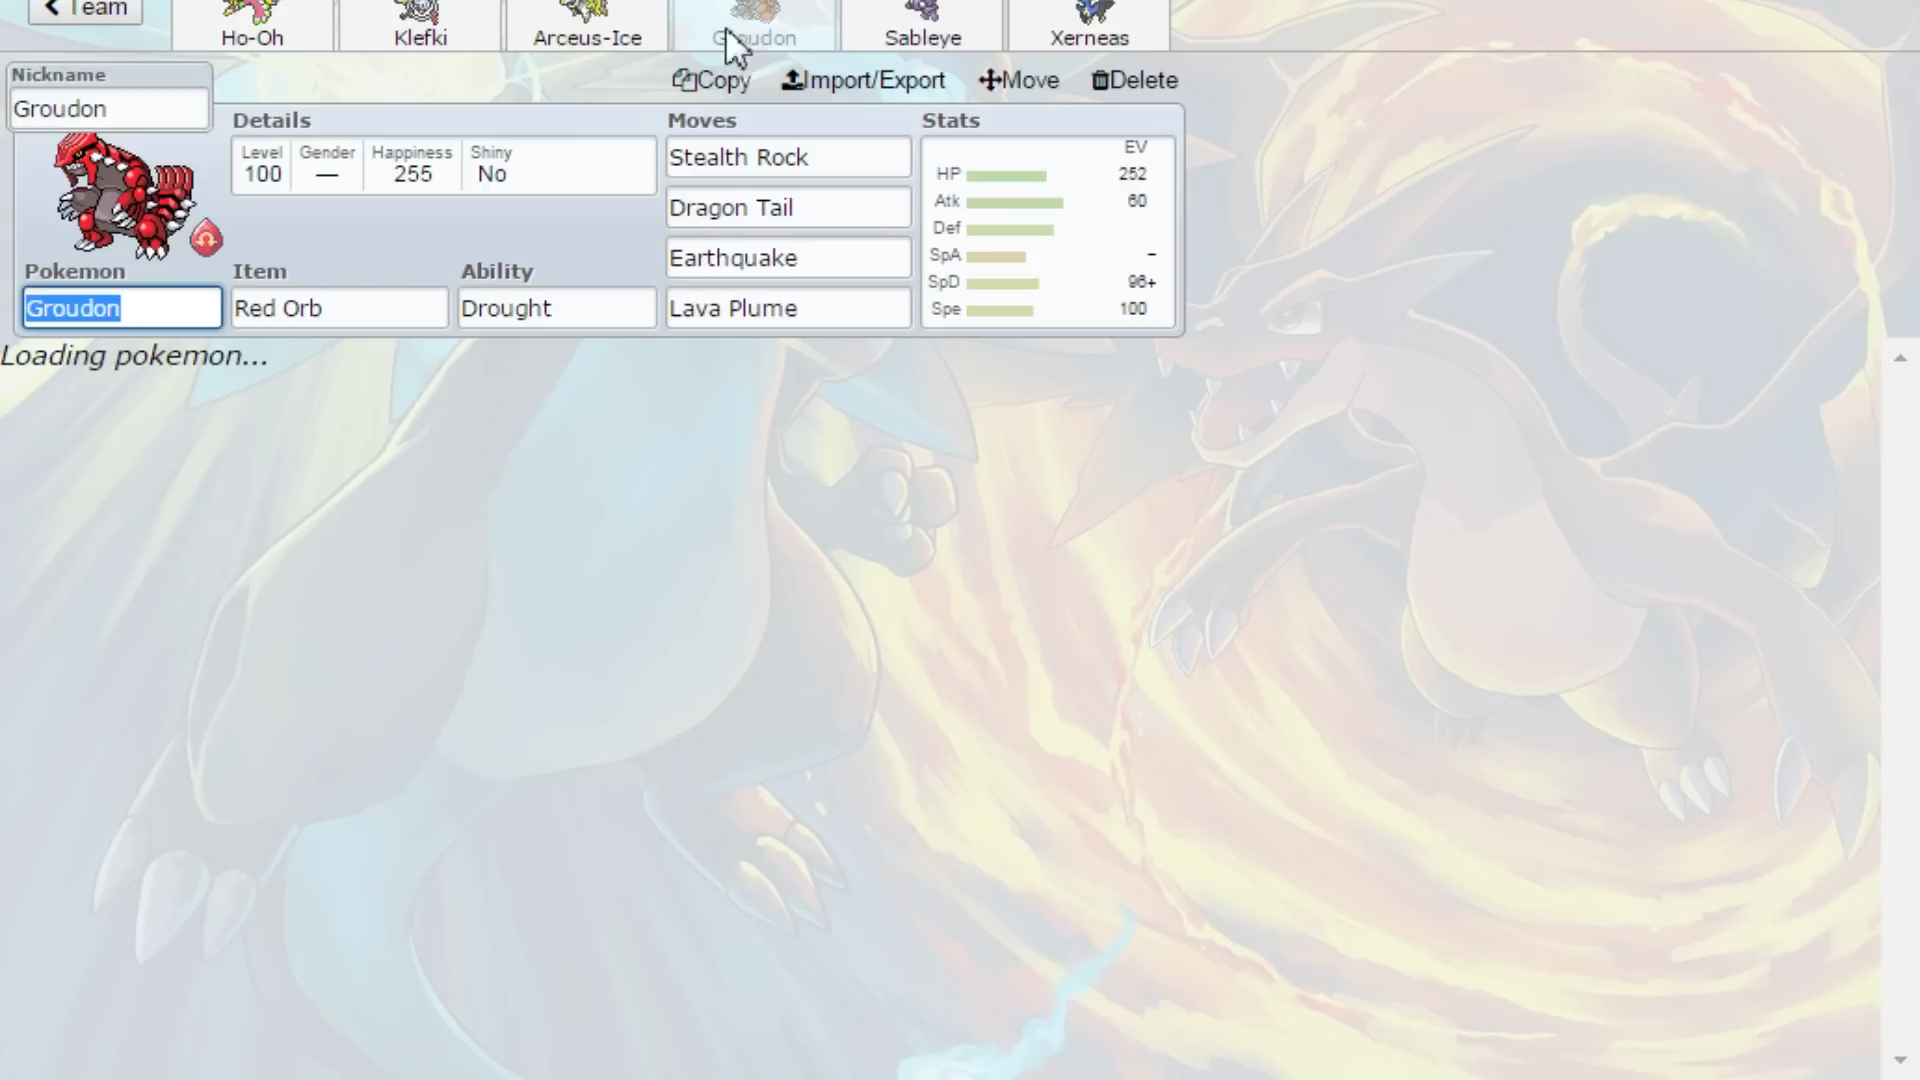 Team
Ho-Oh
Klefki
Arceus-Ice
Groudon
Sableye
Xerneas
Copy
Import/Export
Move
Delete
Nickname
Groudon
Details
Level
Gender
Happiness
Shiny
100
—
255
No
Pokemon
Groudon
Item
Red Orb
Ability
Drought
Moves
Stealth Rock
Dragon Tail
Earthquake
Lava Plume
Stats
EV
HP 252
Atk 60
Def
SpA –
SpD 96+
Spe 100
Loading pokemon...